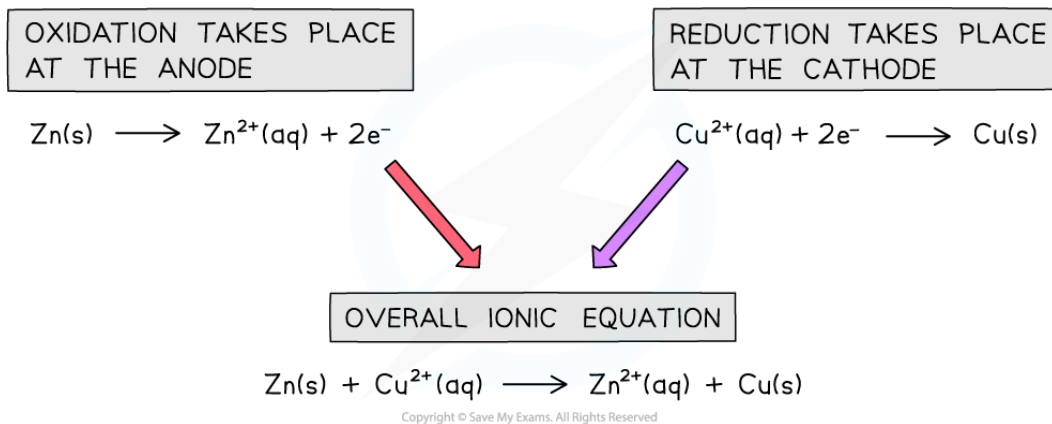 OXIDATION TAKES PLACE
AT THE ANODE
REDUCTION TAKES PLACE
AT THE CATHODE
Zn(s) ⟶ Zn²⁺(aq) + 2e⁻
Cu²⁺(aq) + 2e⁻ ⟶ Cu(s)
OVERALL IONIC EQUATION
Zn(s) + Cu²⁺(aq) ⟶ Zn²⁺(aq) + Cu(s)
Copyright © Save My Exams. All Rights Reserved